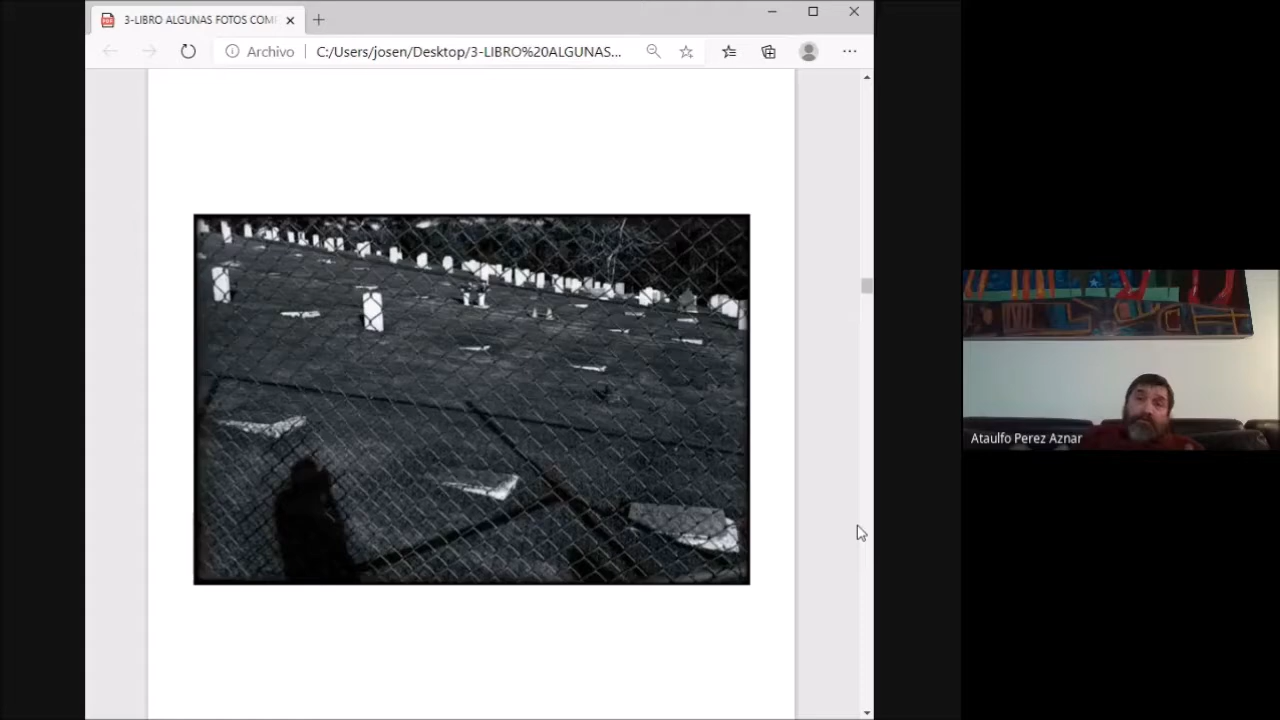 3-LIBRO ALGUNAS FOTOS COM
Archivo
C:/Users/josen/Desktop/3-LIBRO%20ALGUNAS...
Ataulfo Perez Aznar